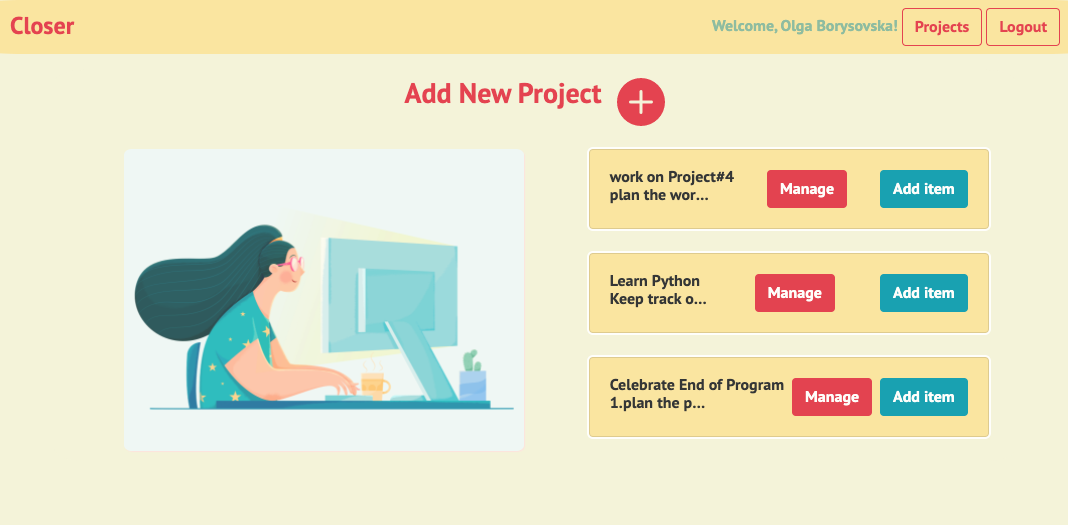 Closer
Welcome, Olga Borysovska!
Projects
Logout
Add New Project
work on Project#4
plan the wor...
Manage
Add item
Learn Python
Keep track o...
Manage
Add item
Celebrate End of Program
1.plan the p...
Manage
Add item